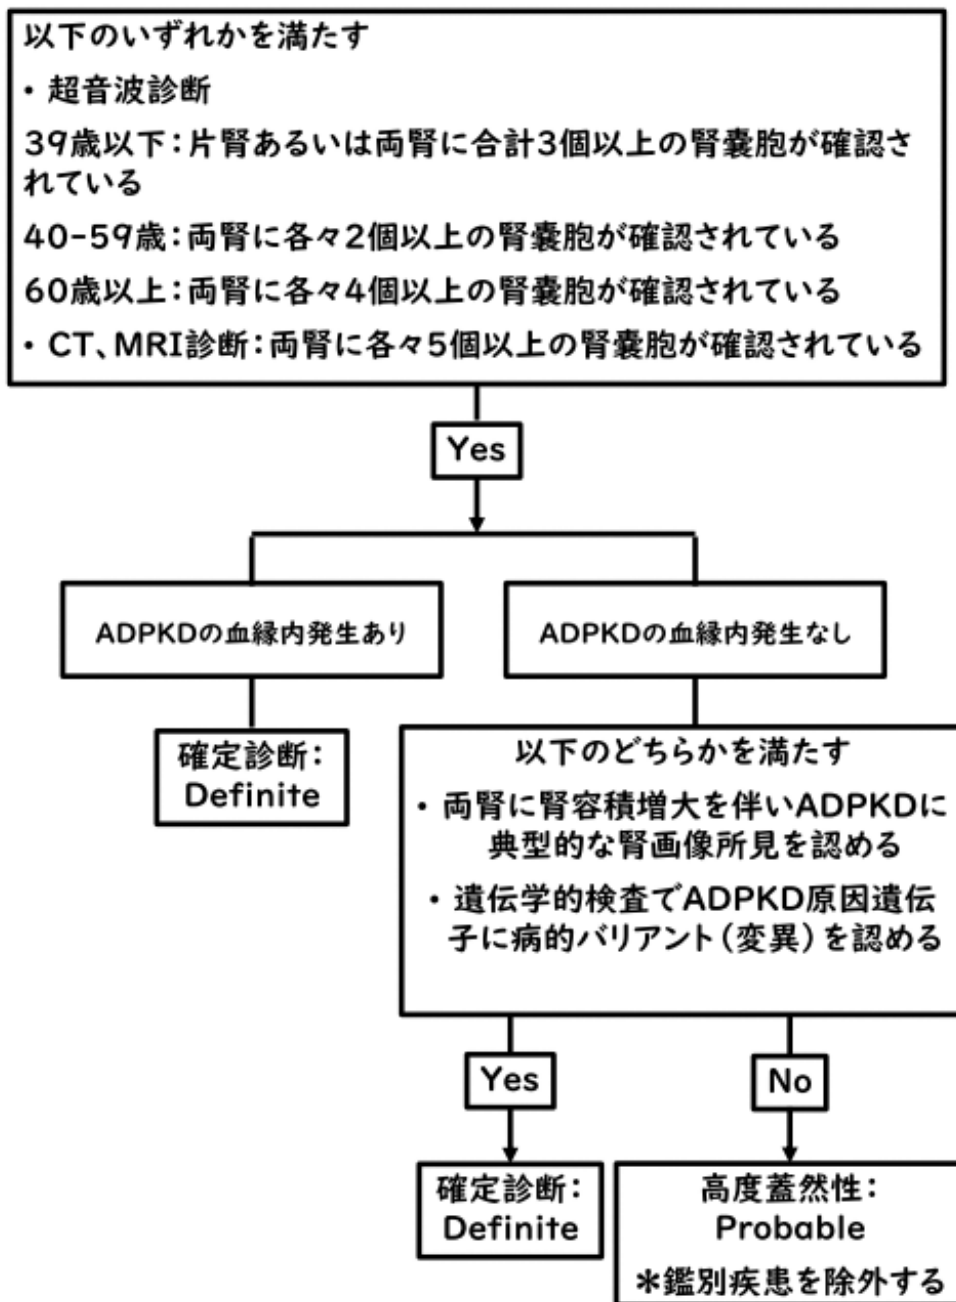 以下のいずれかを満たす
• 超音波診断
39歳以下:片腎あるいは両腎に合計3個以上の腎嚢胞が確認さ
れている
40-59歳:両腎に各々2個以上の腎嚢胞が確認されている
60歳以上:両腎に各々4個以上の腎嚢胞が確認されている
• CT、MRI診断:両腎に各々5個以上の腎嚢胞が確認されている
Yes
ADPKDの血縁内発生あり
ADPKDの血縁内発生なし
確定診断:
Definite
以下のどちらかを満たす
• 両腎に腎容積増大を伴いADPKDに
典型的な腎画像所見を認める
• 遺伝学的検査でADPKD原因遺伝
子に病的バリアント(変異)を認める
Yes
No
確定診断:
Definite
高度蓋然性:
Probable
*鑑別疾患を除外する